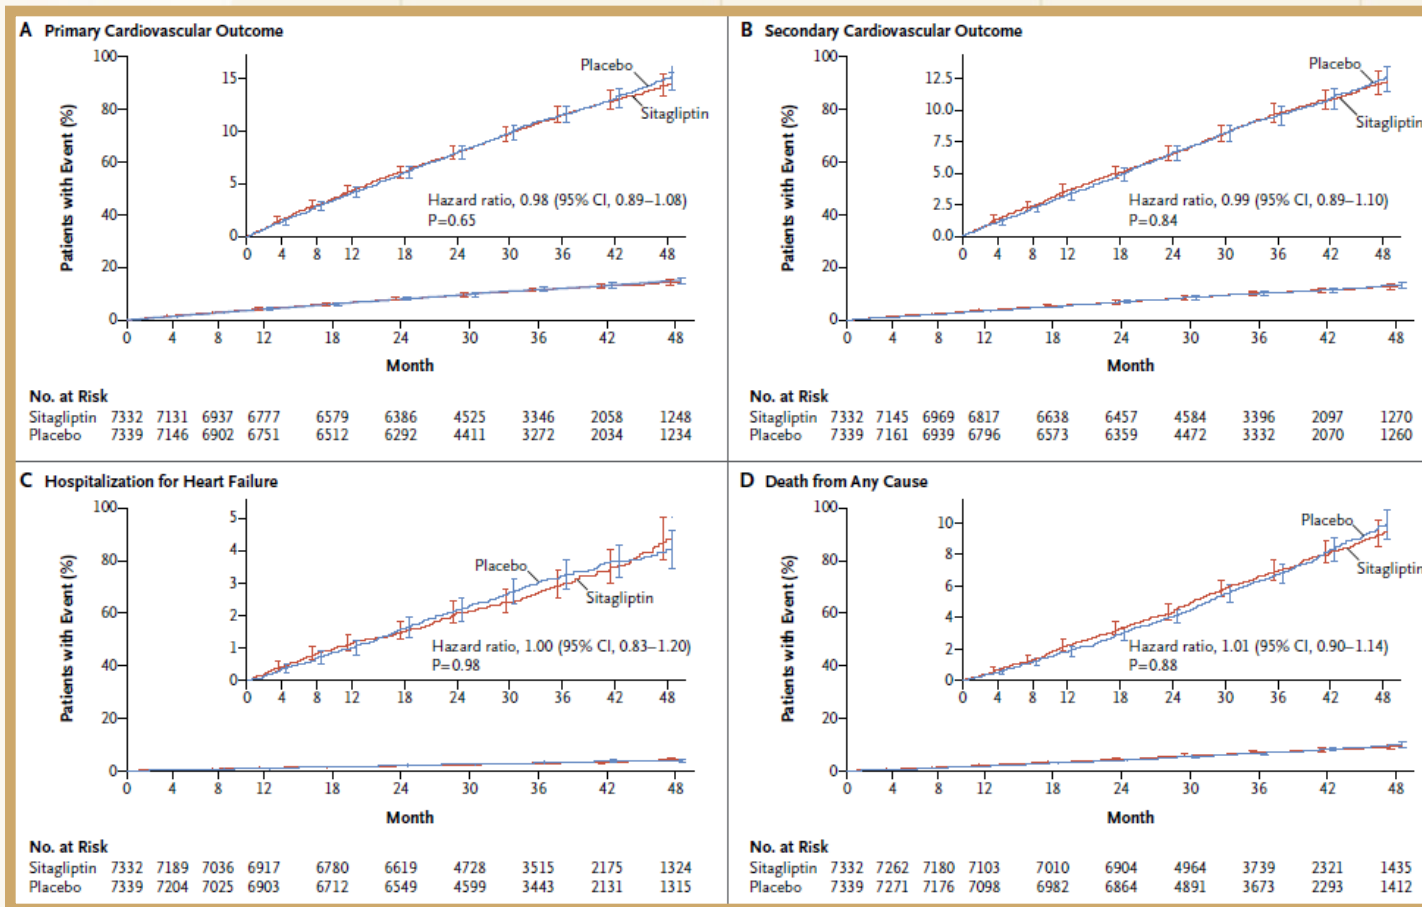 A Primary Cardiovascular Outcome
Patients with Event (%)
100
80
60
40
20
0
15
10
5
0
0 4 8 12 18 24 30 36 42 48
Placebo
Sitagliptin
Hazard ratio, 0.98 (95% CI, 0.89–1.08)
P=0.65
0 4 8 12 18 24 30 36 42 48
Month
No. at Risk
Sitagliptin 7332 7131 6937 6777 6579 6386 4525 3346 2058 1248
Placebo 7339 7146 6902 6751 6512 6292 4411 3272 2034 1234
B Secondary Cardiovascular Outcome
Patients with Event (%)
100
80
60
40
20
0
12.5
10.0
7.5
5.0
2.5
0.0
0 4 8 12 18 24 30 36 42 48
Placebo
Sitagliptin
Hazard ratio, 0.99 (95% CI, 0.89–1.10)
P=0.84
0 4 8 12 18 24 30 36 42 48
Month
No. at Risk
Sitagliptin 7332 7145 6969 6817 6638 6457 4584 3396 2097 1270
Placebo 7339 7161 6939 6796 6573 6359 4472 3332 2070 1260
C Hospitalization for Heart Failure
Patients with Event (%)
100
80
60
40
20
0
5
4
3
2
1
0
0 4 8 12 18 24 30 36 42 48
Placebo
Sitagliptin
Hazard ratio, 1.00 (95% CI, 0.83–1.20)
P=0.98
0 4 8 12 18 24 30 36 42 48
Month
No. at Risk
Sitagliptin 7332 7189 7036 6917 6780 6619 4728 3515 2175 1324
Placebo 7339 7204 7025 6903 6712 6549 4599 3443 2131 1315
D Death from Any Cause
Patients with Event (%)
100
80
60
40
20
0
10
8
6
4
2
0
0 4 8 12 18 24 30 36 42 48
Placebo
Sitagliptin
Hazard ratio, 1.01 (95% CI, 0.90–1.14)
P=0.88
0 4 8 12 18 24 30 36 42 48
Month
No. at Risk
Sitagliptin 7332 7262 7180 7103 7010 6904 4964 3739 2321 1435
Placebo 7339 7271 7176 7098 6982 6864 4891 3673 2293 1412